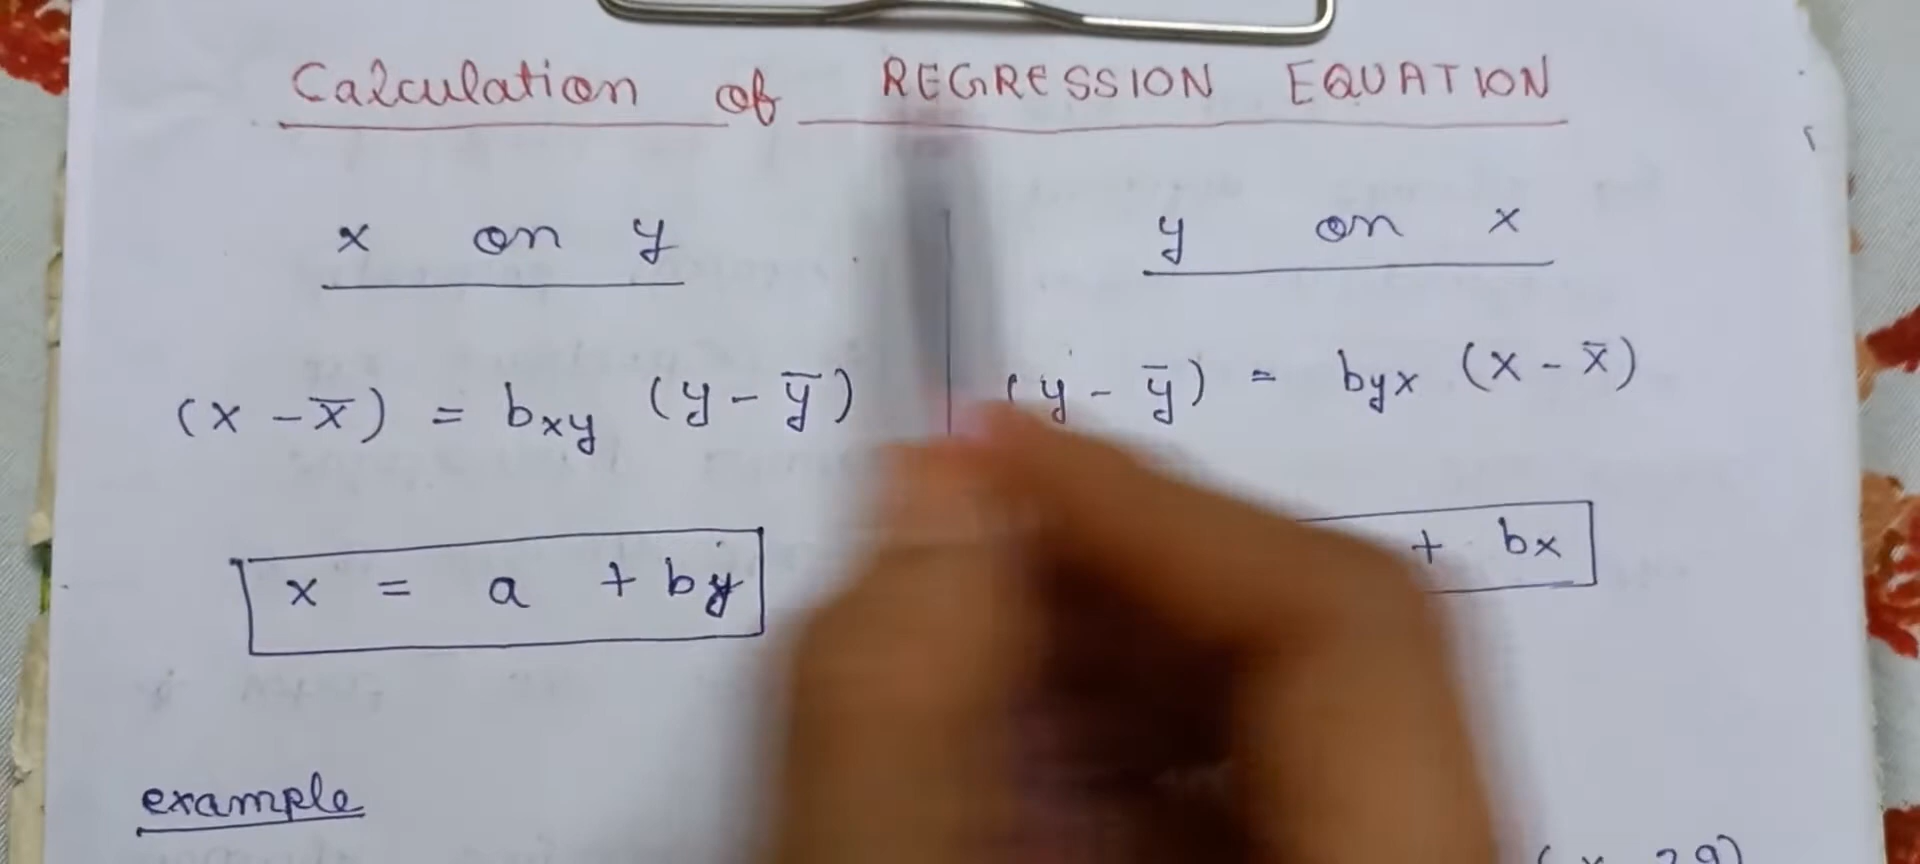 Calculation of REGRESSION EQUATION
x on y
y on x
(x - x̄) = bxy (y - ȳ)
(y - ȳ) = byx (x - x̄)
x = a + by
+ bx
example